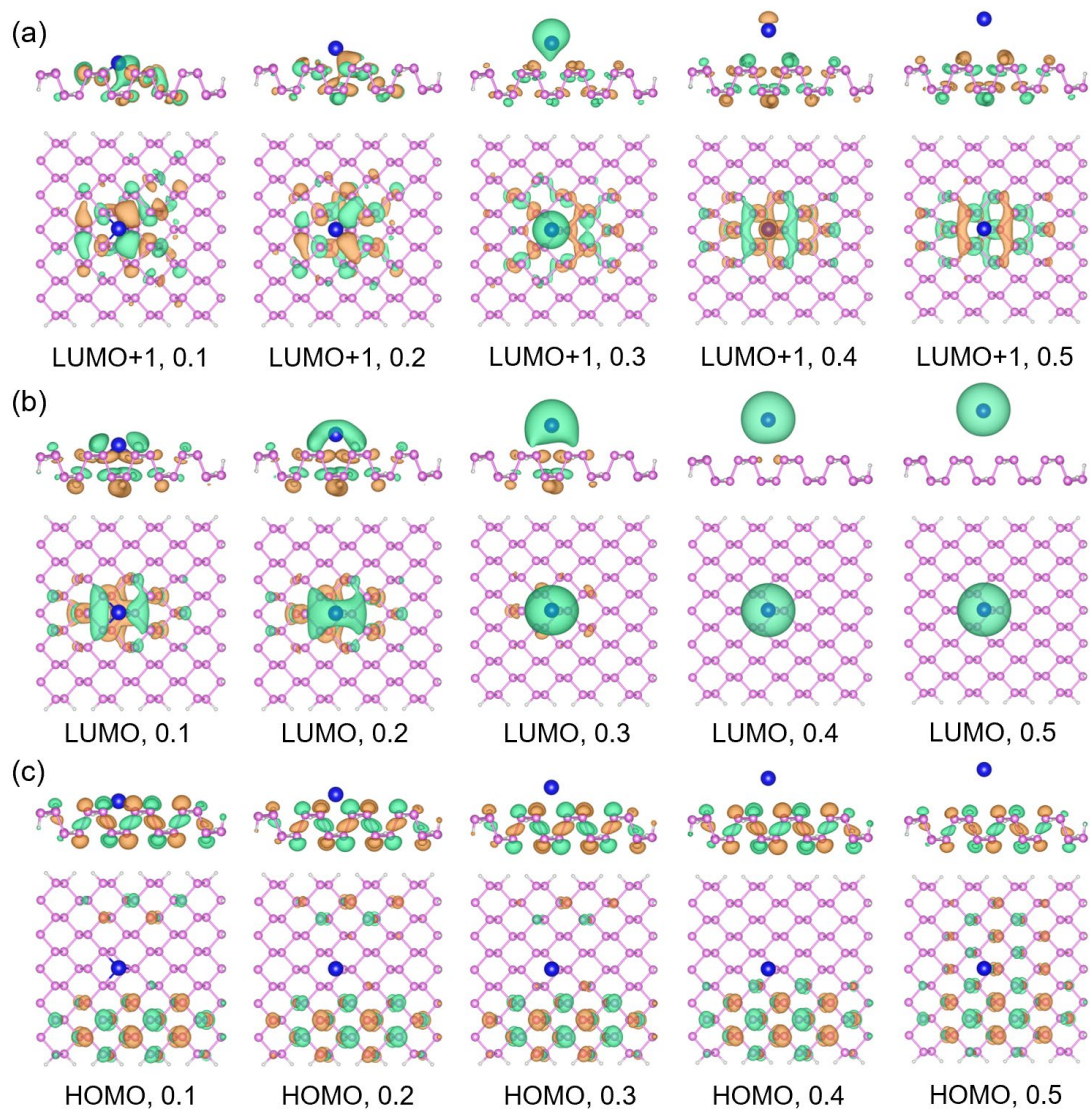 (a)
LUMO+1, 0.1 LUMO+1, 0.2 LUMO+1, 0.3 LUMO+1, 0.4 LUMO+1, 0.5
(b)
LUMO, 0.1 LUMO, 0.2 LUMO, 0.3 LUMO, 0.4 LUMO, 0.5
(c)
HOMO, 0.1 HOMO, 0.2 HOMO, 0.3 HOMO, 0.4 HOMO, 0.5